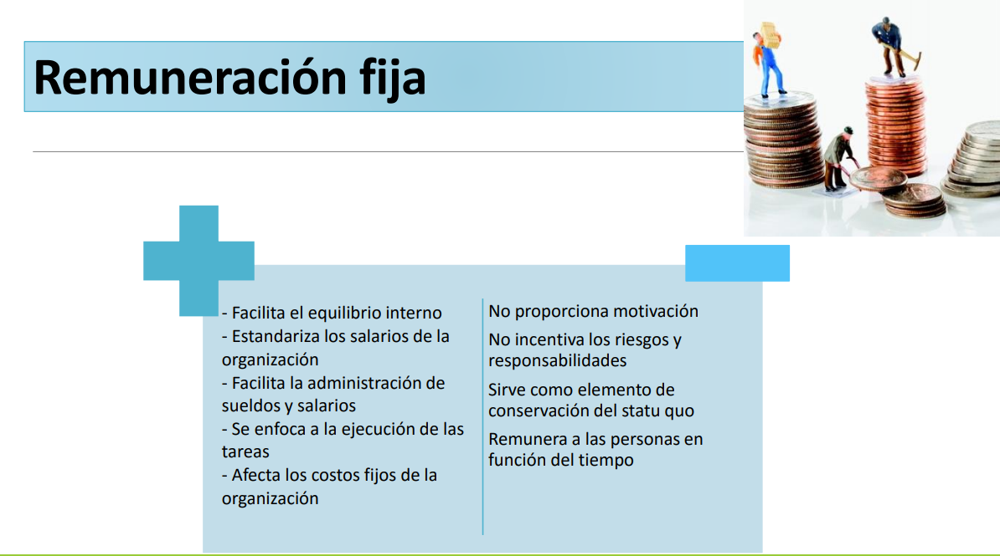 Remuneración fija
- Facilita el equilibrio interno
- Estandariza los salarios de la
organización
- Facilita la administración de
sueldos y salarios
- Se enfoca a la ejecución de las
tareas
- Afecta los costos fijos de la
organización
No proporciona motivación
No incentiva los riesgos y
responsabilidades
Sirve como elemento de
conservación del statu quo
Remunera a las personas en
función del tiempo